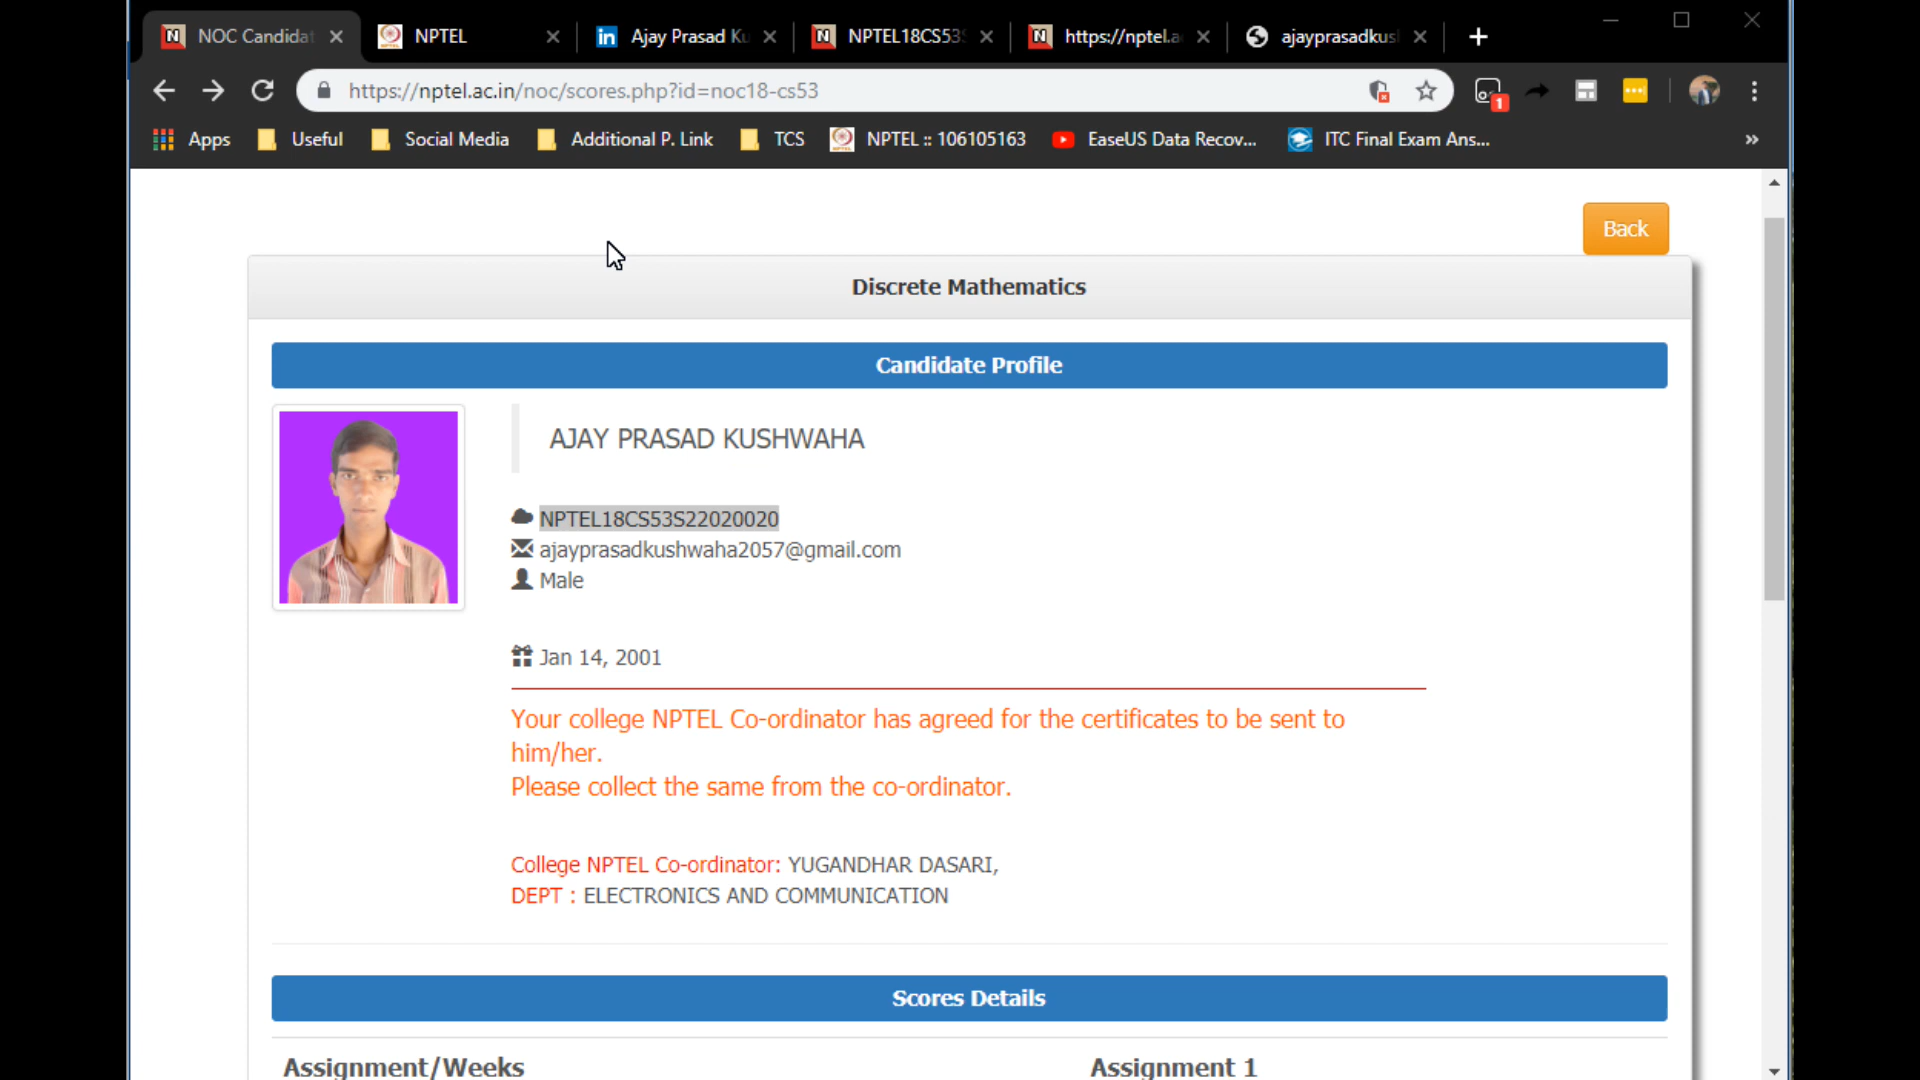 NOC Candidat
NPTEL
Ajay Prasad Ku
NPTEL18CS53S
https://nptel.a
ajayprasadkus
https://nptel.ac.in/noc/scores.php?id=noc18-cs53
1
Apps
Useful
Social Media
Additional P. Link
TCS
NPTEL :: 106105163
EaseUS Data Recov...
ITC Final Exam Ans...
»
Back
Discrete Mathematics
Candidate Profile
AJAY PRASAD KUSHWAHA
NPTEL18CS53S22020020
ajayprasadkushwaha2057@gmail.com
Male
Jan 14, 2001
Your college NPTEL Co-ordinator has agreed for the certificates to be sent to
him/her.
Please collect the same from the co-ordinator.
College NPTEL Co-ordinator: YUGANDHAR DASARI,
DEPT : ELECTRONICS AND COMMUNICATION
Scores Details
Assignment/Weeks
Assignment 1